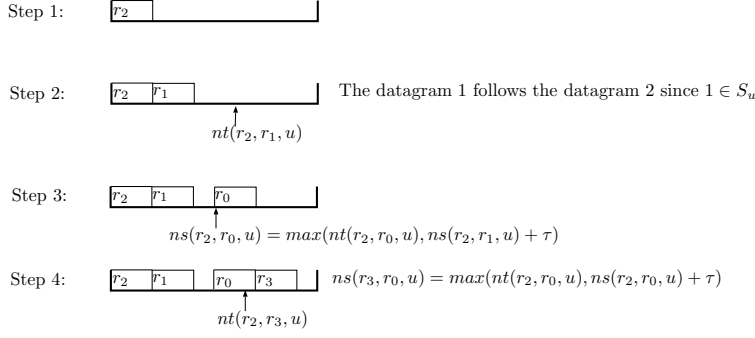 Step 1:
r₂
Step 2:
r₂ r₁
The datagram 1 follows the datagram 2 since 1 ∈ Sᵤ
nt(r₂, r₁, u)
Step 3:
r₂ r₁ r₀
ns(r₂, r₀, u) = max(nt(r₂, r₀, u), ns(r₂, r₁, u) + τ)
Step 4:
r₂ r₁ r₀ r₃
ns(r₃, r₀, u) = max(nt(r₂, r₀, u), ns(r₂, r₀, u) + τ)
nt(r₂, r₃, u)